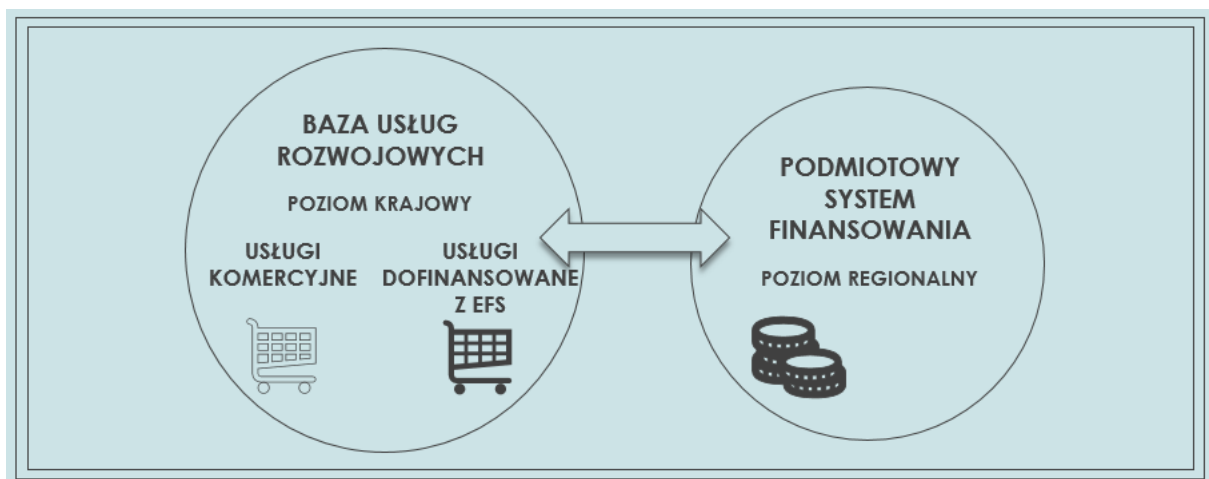 BAZA USŁUG
ROZWOJOWYCH
POZIOM KRAJOWY
USŁUGI
KOMERCYJNE
USŁUGI
DOFINANSOWANE
Z EFS
PODMIOTOWY
SYSTEM
FINANSOWANIA
POZIOM REGIONALNY